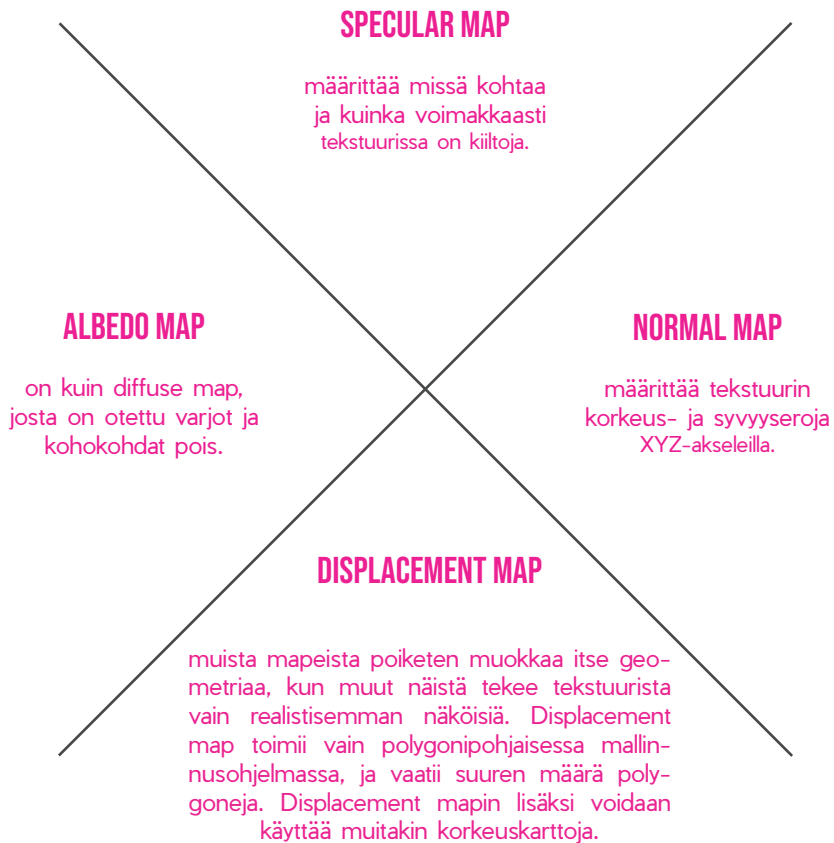 SPECULAR MAP
määrittää missä kohtaa
ja kuinka voimakkaasti
tekstuurissa on kiiltoja.
ALBEDO MAP
on kuin diffuse map,
josta on otettu varjot ja
kohokohdat pois.
NORMAL MAP
määrittää tekstuurin
korkeus- ja syvyyseroja
XYZ-akseleilla.
DISPLACEMENT MAP
muista mapeista poiketen muokkaa itse geo-
metriaa, kun muut näistä tekee tekstuurista
vain realistisemman näköisiä. Displacement
map toimii vain polygonipohjaisessa mallin-
nusohjelmassa, ja vaatii suuren määrä poly-
goneja. Displacement mapin lisäksi voidaan
käyttää muitakin korkeuskarttoja.